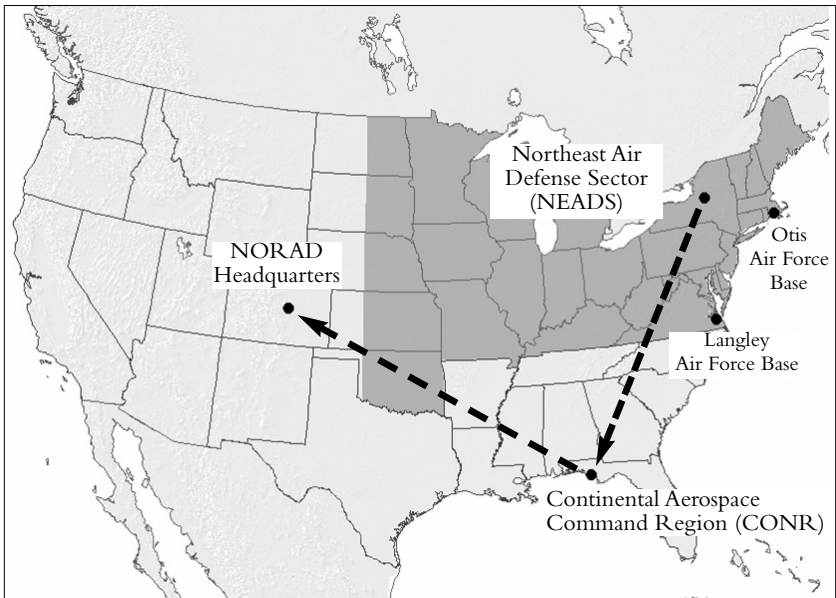 Northeast Air
Defense Sector
(NEADS)
NORAD
Headquarters
Otis
Air Force
Base
Langley
Air Force Base
Continental Aerospace
Command Region (CONR)